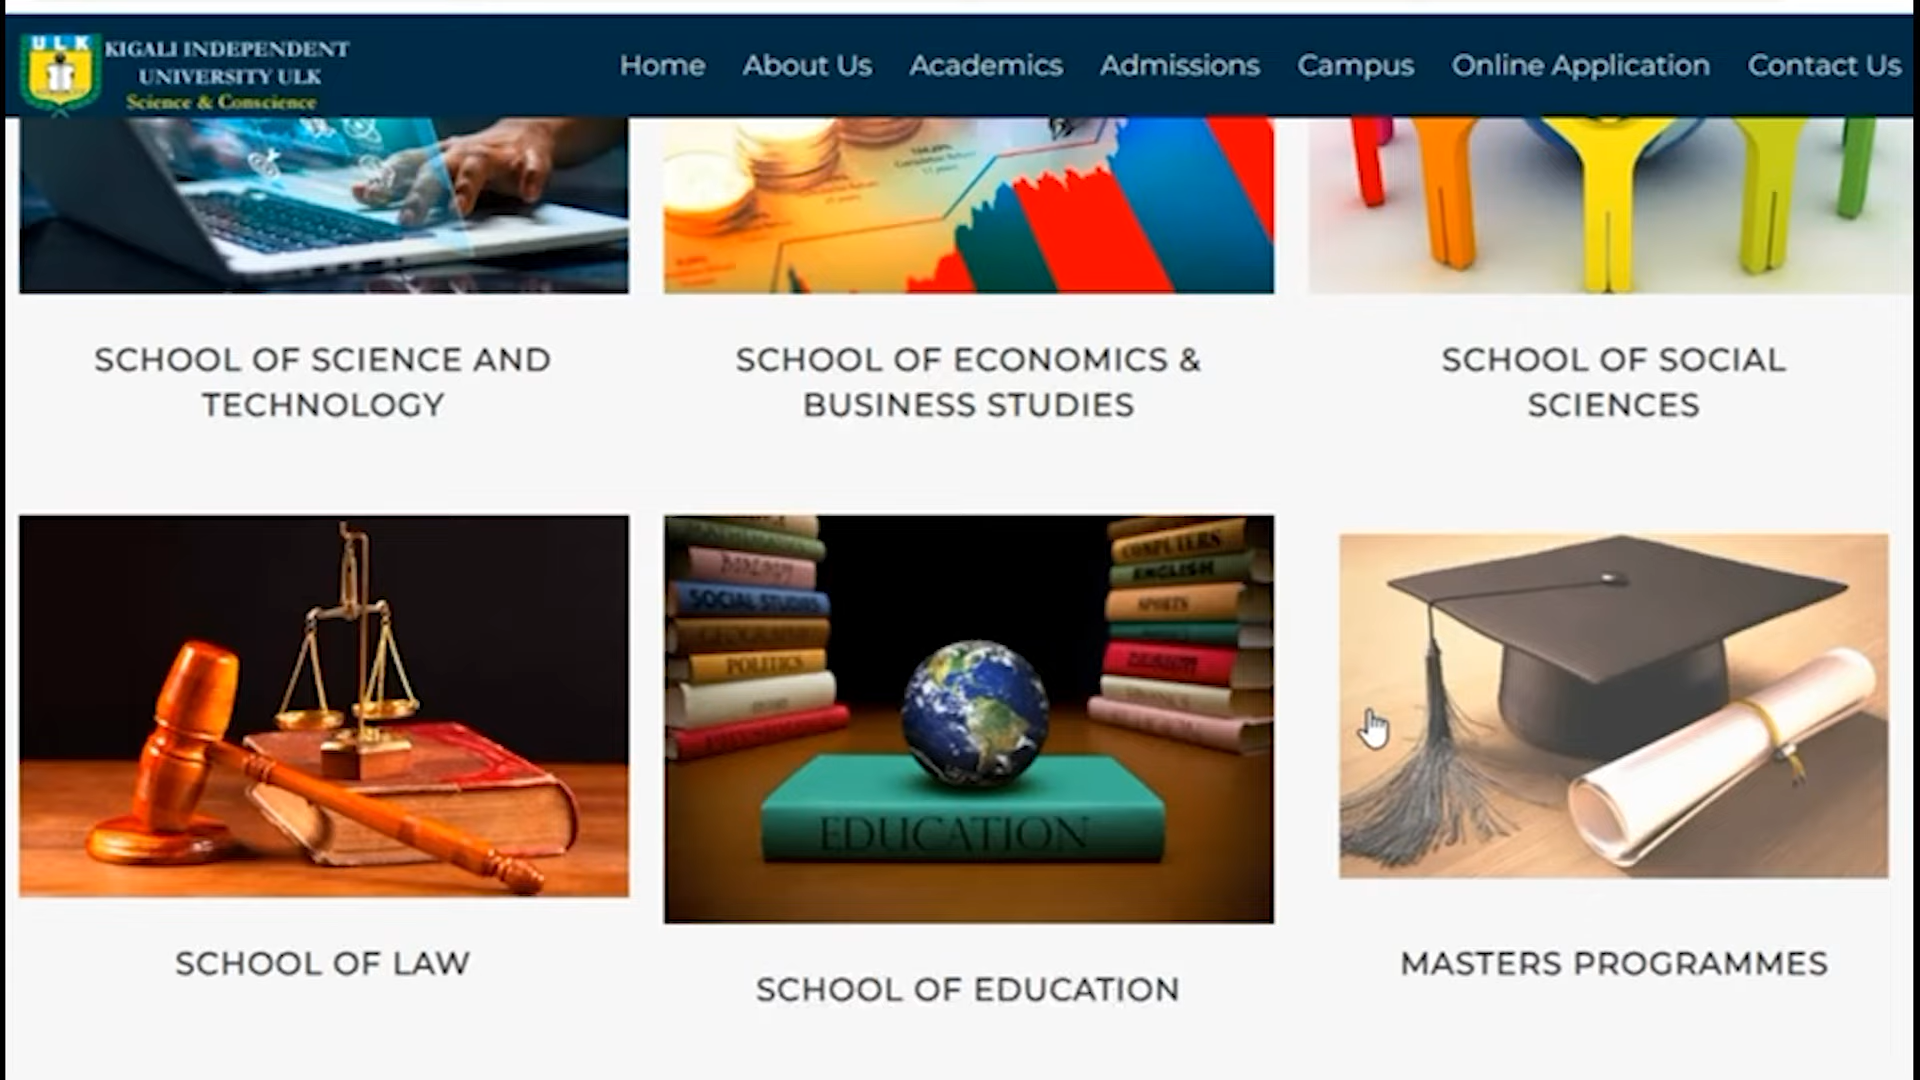 ULK
KIGALI INDEPENDENT
UNIVERSITY ULK
Science & Conscience
Home
About Us
Academics
Admissions
Campus
Online Application
Contact Us
SCHOOL OF SCIENCE AND
TECHNOLOGY
SCHOOL OF ECONOMICS &
BUSINESS STUDIES
SCHOOL OF SOCIAL
SCIENCES
BIOLOGY
SOCIAL STUDIES
GEOGRAPHY
POLITICS
COMPUTERS
ENGLISH
SPORTS
EDUCATION
SCHOOL OF LAW
SCHOOL OF EDUCATION
MASTERS PROGRAMMES